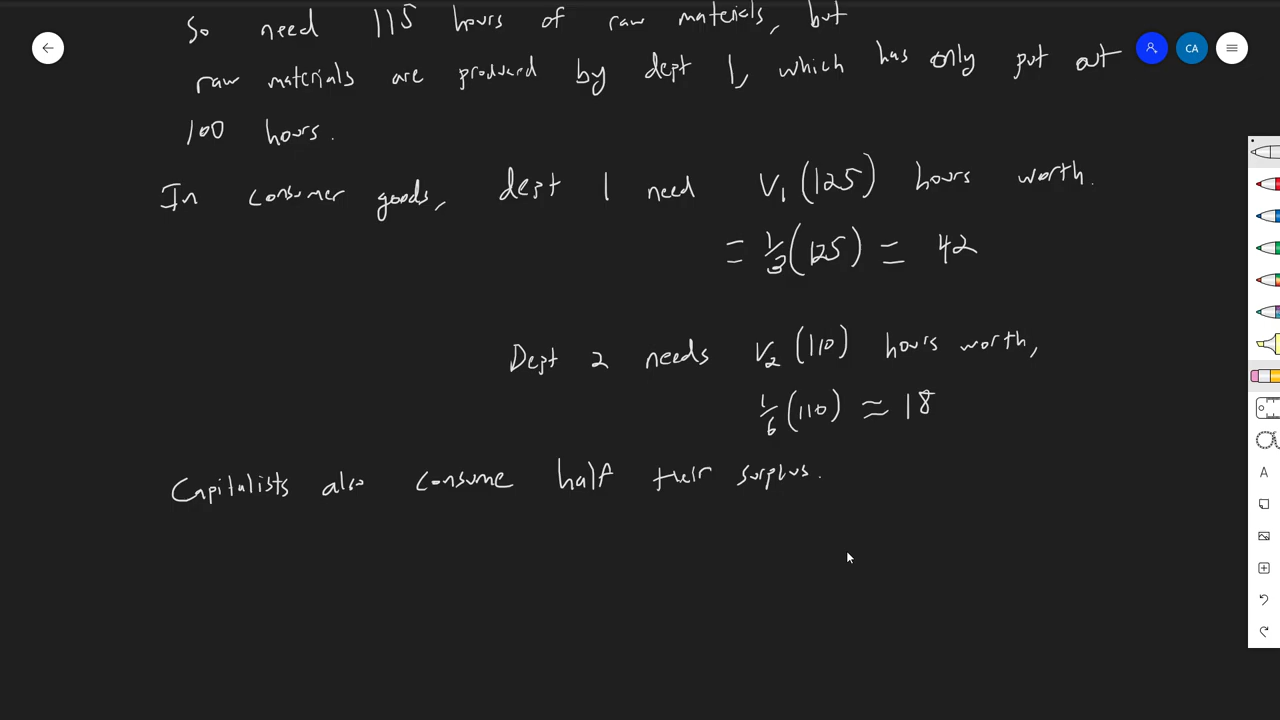 So need 115 hours of raw materials, but
raw materials are produced by dept 1, which has only put out
100 hours.
In consumer goods, dept 1 need V₁(125) hours worth.
= 1/3(125) = 42
Dept 2 needs V₂(110) hours worth,
1/6(110) ≈ 18
Capitalists also consume half their surplus.
CA
A